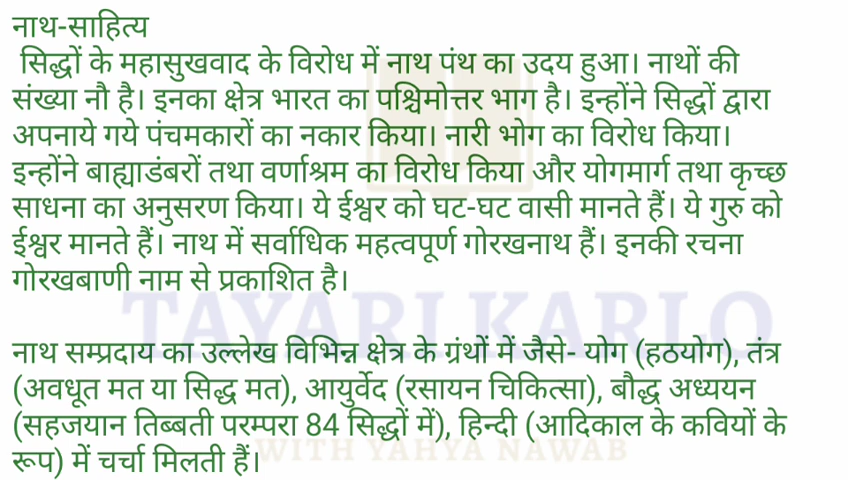 नाथ-साहित्य
सिद्धों के महासुखवाद के विरोध में नाथ पंथ का उदय हुआ। नाथों की
संख्या नौ है। इनका क्षेत्र भारत का पश्चिमोत्तर भाग है। इन्होंने सिद्धों द्वारा
अपनाये गये पंचमकारों का नकार किया। नारी भोग का विरोध किया।
इन्होंने बाह्याडंबरों तथा वर्णाश्रम का विरोध किया और योगमार्ग तथा कृच्छ
साधना का अनुसरण किया। ये ईश्वर को घट-घट वासी मानते हैं। ये गुरु को
ईश्वर मानते हैं। नाथ में सर्वाधिक महत्वपूर्ण गोरखनाथ हैं। इनकी रचना
गोरखबाणी नाम से प्रकाशित है।
TAYARI KARLO
नाथ सम्प्रदाय का उल्लेख विभिन्न क्षेत्र के ग्रंथों में जैसे- योग (हठयोग), तंत्र
(अवधूत मत या सिद्ध मत), आयुर्वेद (रसायन चिकित्सा), बौद्ध अध्ययन
(सहजयान तिब्बती परम्परा 84 सिद्धों में), हिन्दी (आदिकाल के कवियों के
WITH YAHYA NAWAB
रूप) में चर्चा मिलती हैं।